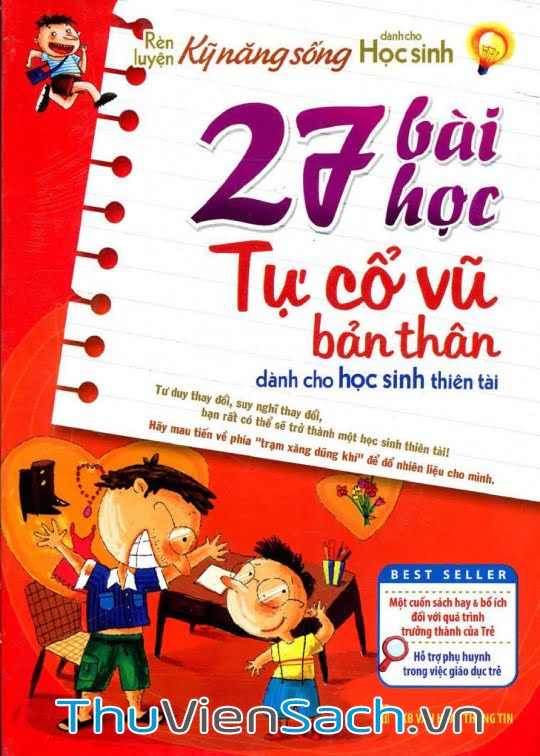 Rèn luyện Kỹ năng sống dành cho Học sinh
27 bài học
Tự cổ vũ
bản thân
dành cho học sinh thiên tài
Tư duy thay đổi, suy nghĩ thay đổi,
bạn rất có thể sẽ trở thành một học sinh thiên tài!
Hãy mau tiến về phía "trạm xăng dũng khí" để đổ nhiên liệu cho mình.
BEST SELLER
Một cuốn sách hay & bổ ích
đối với quá trình
trưởng thành của Trẻ
Hỗ trợ phụ huynh
trong việc giáo dục trẻ
TIN
ThuVienSach.vn